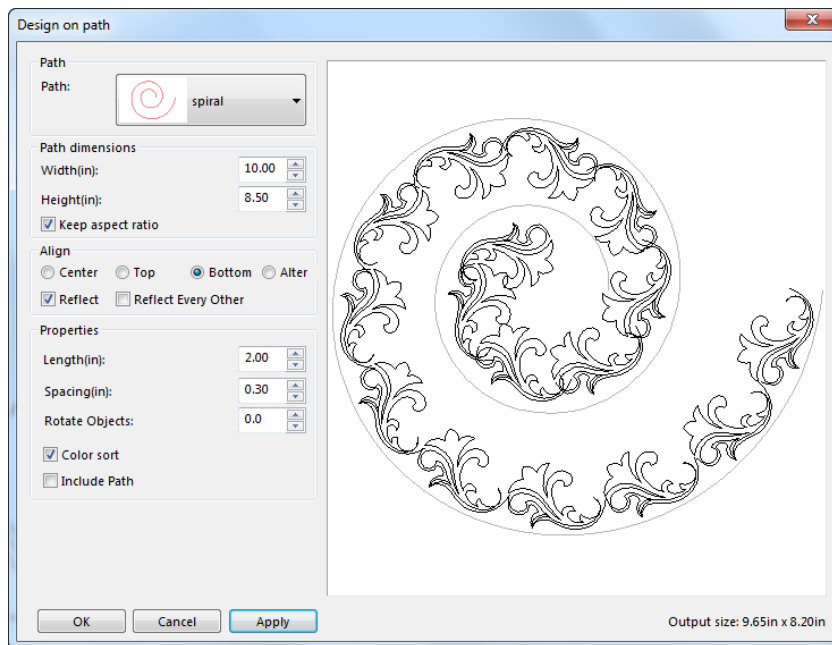 Design on path
Path
Path:
spiral
Path dimensions
Width(in):
10.00
Height(in):
8.50
Keep aspect ratio
Align
Center Top Bottom Alter
Reflect Reflect Every Other
Properties
Length(in):
2.00
Spacing(in):
0.30
Rotate Objects:
0.0
Color sort
Include Path
OK Cancel Apply
Output size: 9.65in x 8.20in